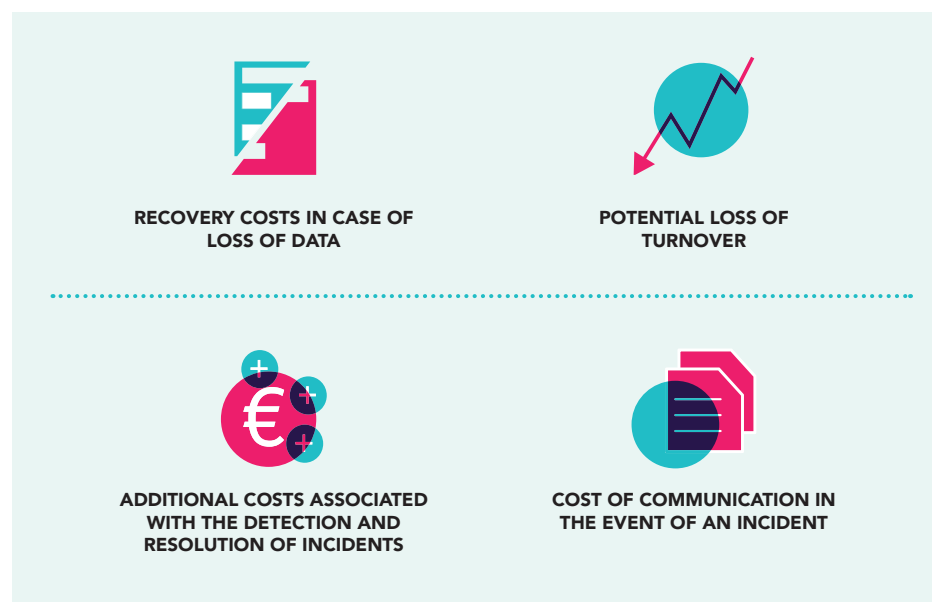 RECOVERY COSTS IN CASE OF
LOSS OF DATA
POTENTIAL LOSS OF
TURNOVER
€
ADDITIONAL COSTS ASSOCIATED
WITH THE DETECTION AND
RESOLUTION OF INCIDENTS
COST OF COMMUNICATION IN
THE EVENT OF AN INCIDENT